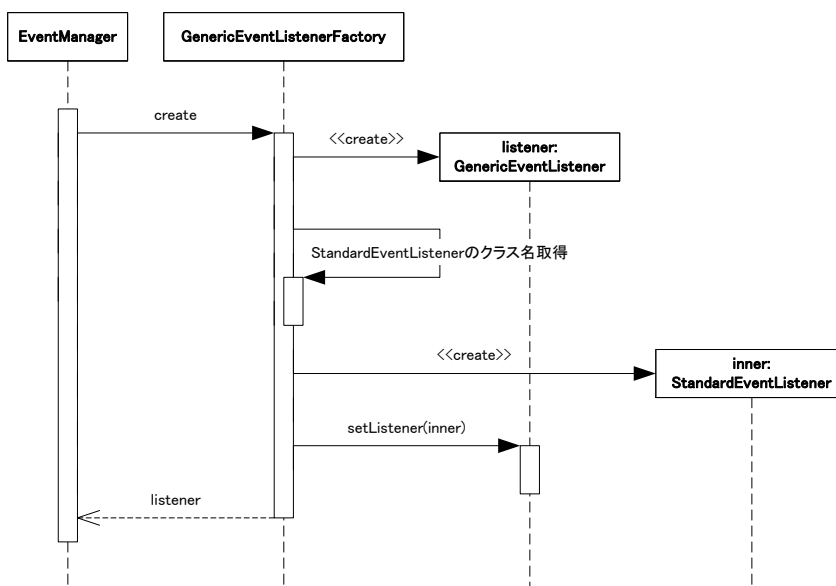 EventManager
GenericEventListenerFactory
create
<<create>>
listener:
GenericEventListener
StandardEventListenerのクラス名取得
<<create>>
inner:
StandardEventListener
setListener(inner)
listener